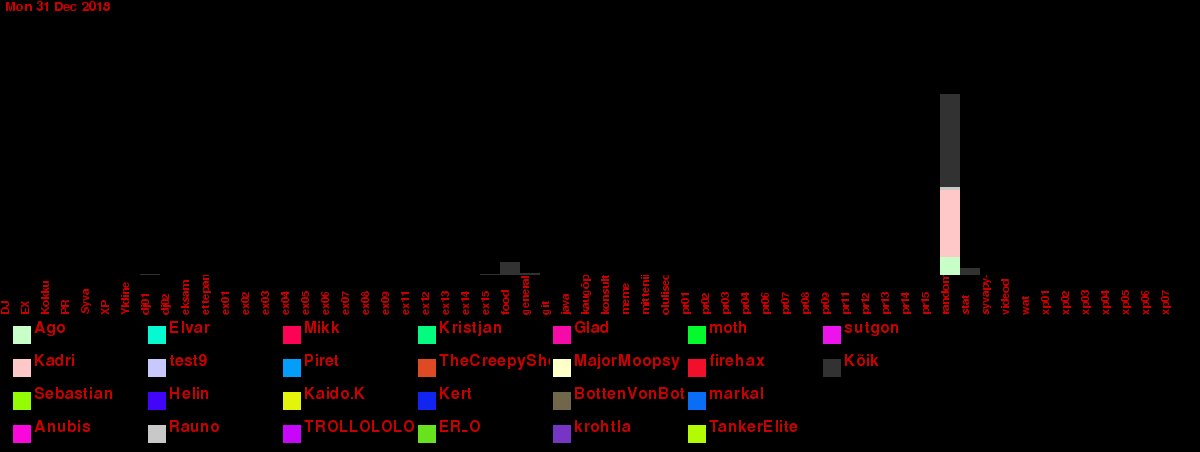 Mon 31 Dec 2018
DJ EX Kokku PR Syva XP Yldine dj01 dj02 eksam ettepan ex01 ex02 ex03 ex04 ex05 ex06 ex07 ex08 ex09 ex11 ex12 ex13 ex14 ex15 food general git java kaugõp konsult meme mitteni olulisec pr01 pr02 pr03 pr04 pr06 pr07 pr08 pr09 pr11 pr12 pr13 pr14 pr15 random stat syvapy- videod wat xp01 xp02 xp03 xp04 xp05 xp06 xp07
Ago Elvar Mikk Kristjan Glad moth sutgon
Kadri test9 Piret TheCreepySh MajorMoopsy firehax Kõik
Sebastian Helin Kaido.K Kert BottenVonBot markal
Anubis Rauno TROLLOLOLO ER_O krohtla TankerElite